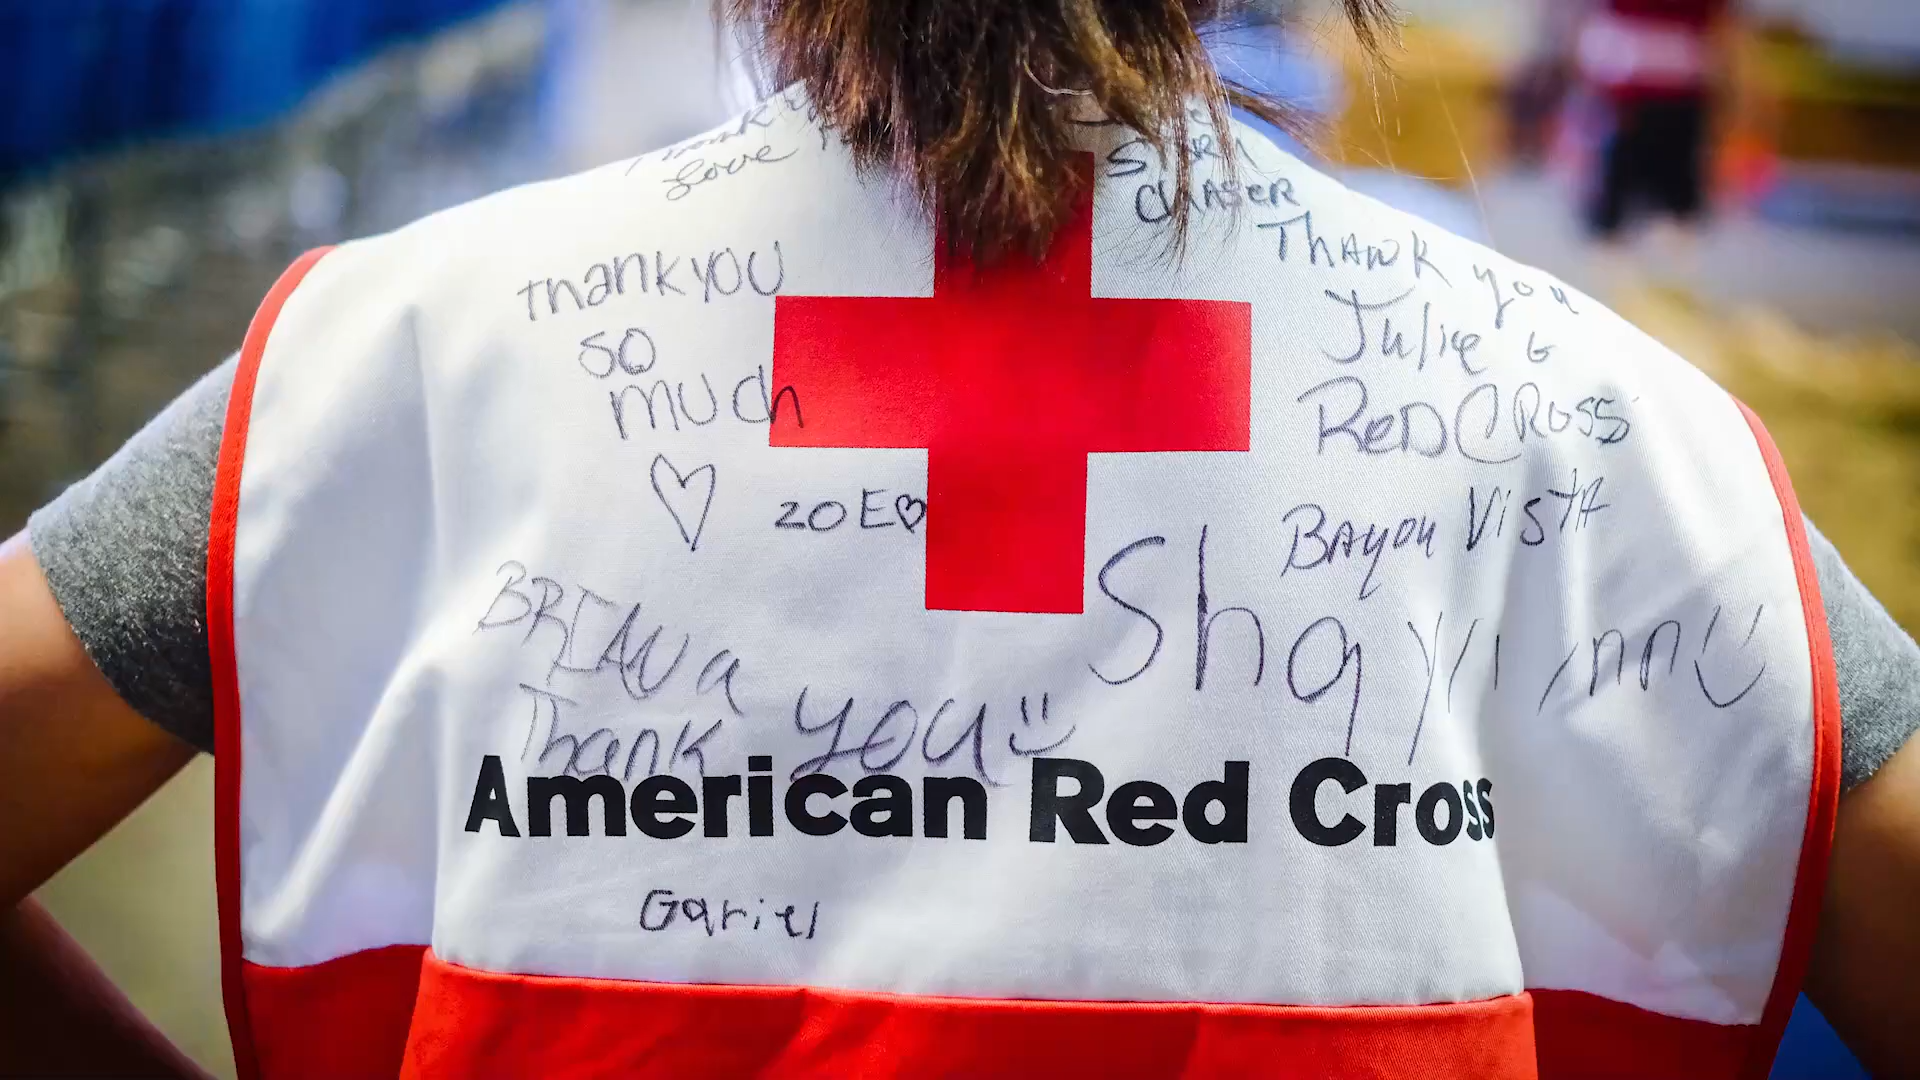 Thank
Love
STORM
CHASER
Thank you
Julie G
RED CROSS
Bayou Vista
thank you
so
much
ZOE
BRIANNA
Thank you
American Red Cross
Gariel